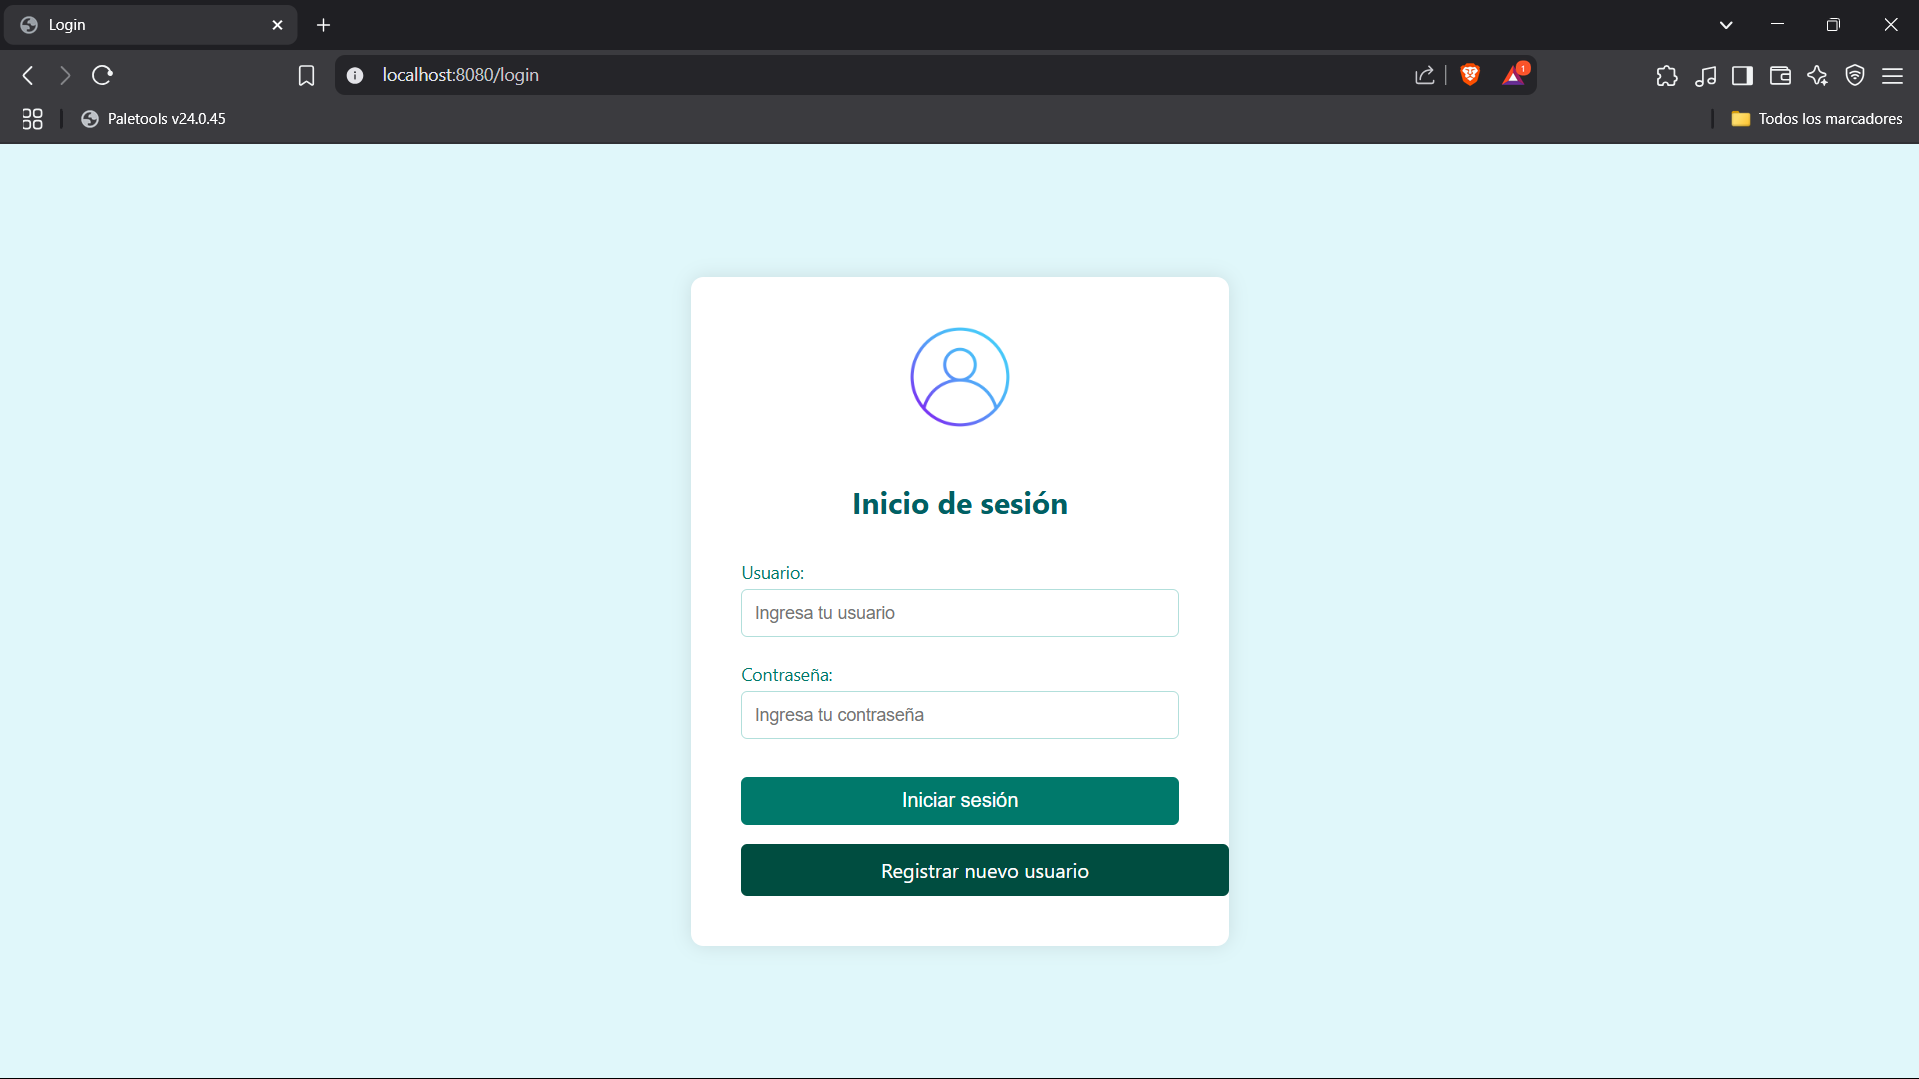 Login
localhost:8080/login
1
Paletools v24.0.45
Todos los marcadores
Inicio de sesión
Usuario:
Ingresa tu usuario
Contraseña:
Ingresa tu contraseña
Iniciar sesión
Registrar nuevo usuario